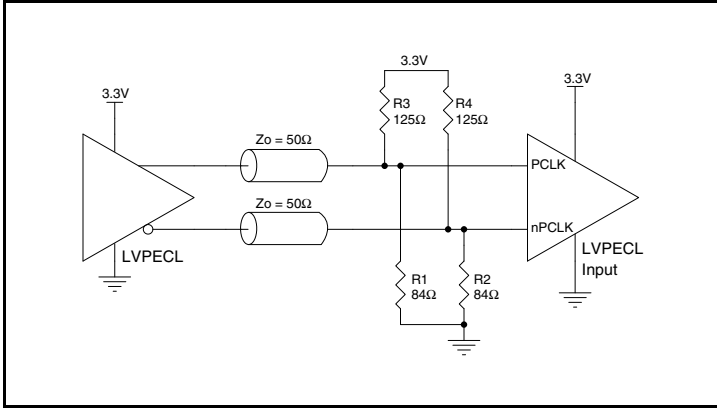 3.3V
3.3V
3.3V
R3
125Ω
R4
125Ω
Zo = 50Ω
PCLK
Zo = 50Ω
nPCLK
LVPECL
LVPECL
Input
R1
84Ω
R2
84Ω